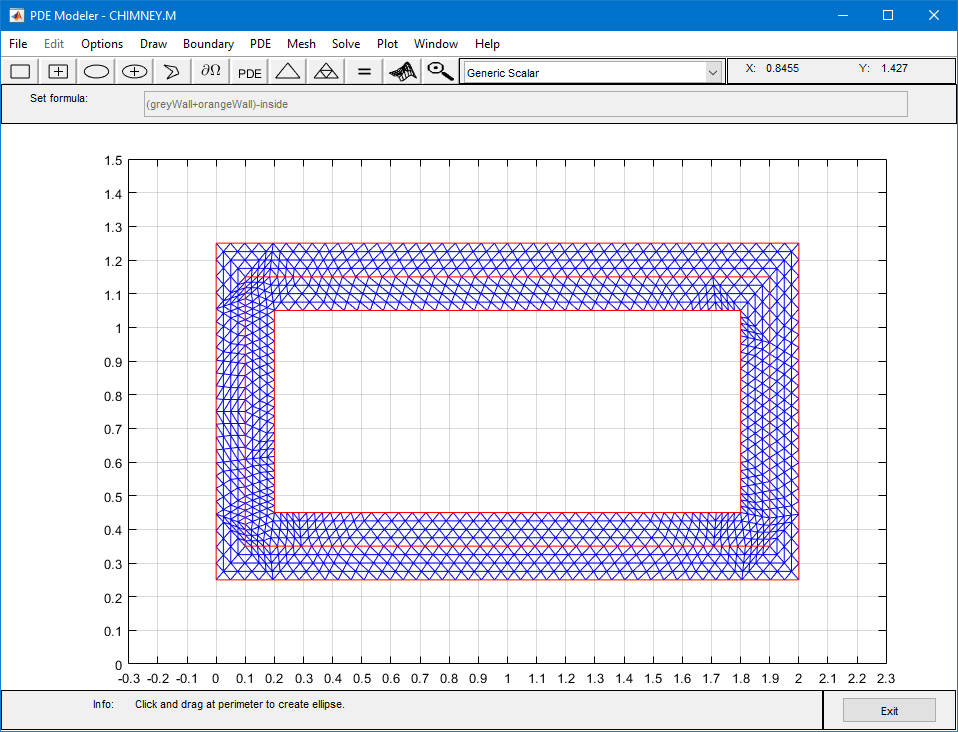 PDE Modeler - CHIMNEY.M
File Edit Options Draw Boundary PDE Mesh Solve Plot Window Help
∂Ω PDE = Generic Scalar X: 0.8455 Y: 1.427
Set formula: (greyWall+orangeWall)-inside
1.5
1.4
1.3
1.2
1.1
1
0.9
0.8
0.7
0.6
0.5
0.4
0.3
0.2
0.1
0
-0.3 -0.2 -0.1 0 0.1 0.2 0.3 0.4 0.5 0.6 0.7 0.8 0.9 1 1.1 1.2 1.3 1.4 1.5 1.6 1.7 1.8 1.9 2 2.1 2.2 2.3
Info: Click and drag at perimeter to create ellipse.
Exit